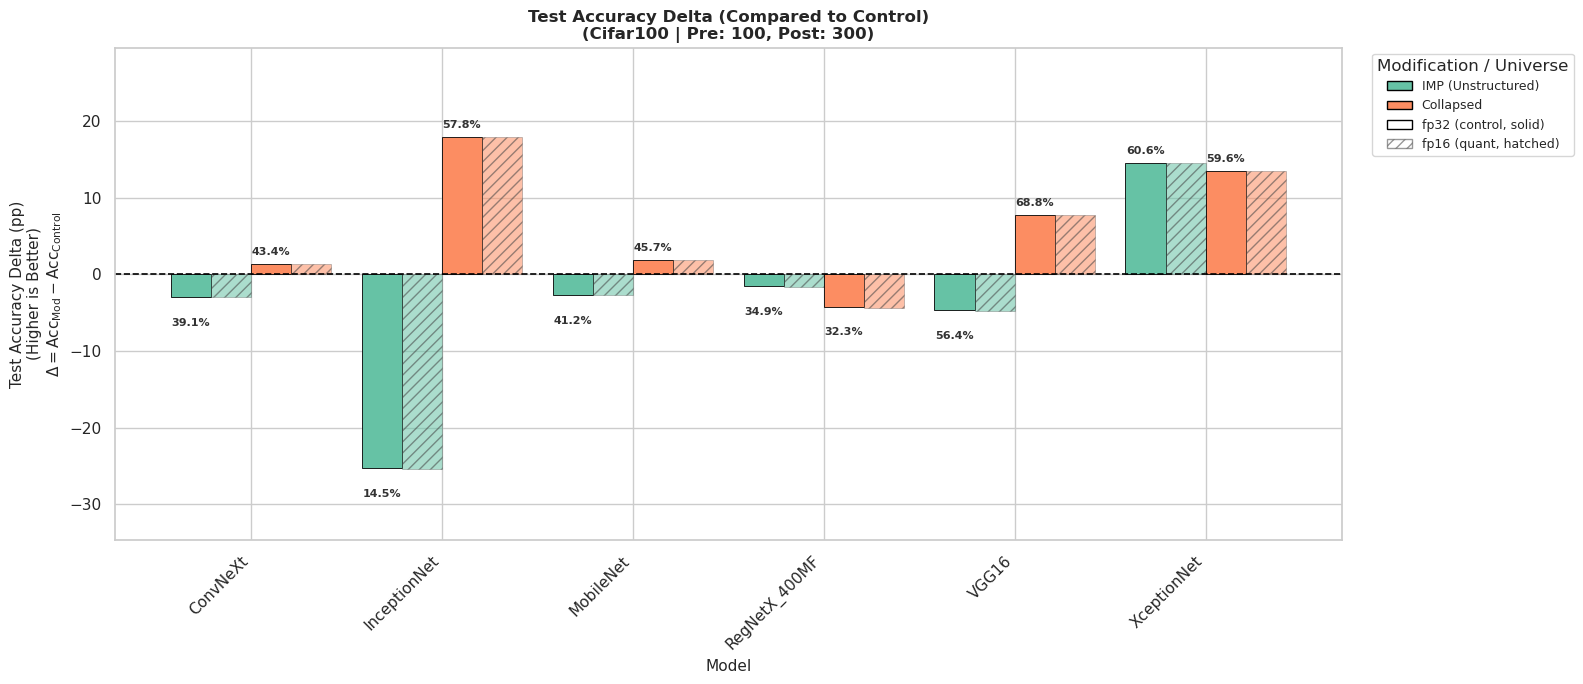 Test Accuracy Delta (Compared to Control)
(Cifar100 | Pre: 100, Post: 300)
Test Accuracy Delta (pp)
(Higher is Better)
Δ = Acc_Mod − Acc_Control
20
10
0
−10
−20
−30
39.1%
43.4%
14.5%
57.8%
41.2%
45.7%
34.9%
32.3%
56.4%
68.8%
60.6%
59.6%
ConvNeXt
InceptionNet
MobileNet
RegNetX_400MF
VGG16
XceptionNet
Model
Modification / Universe
IMP (Unstructured)
Collapsed
fp32 (control, solid)
fp16 (quant, hatched)